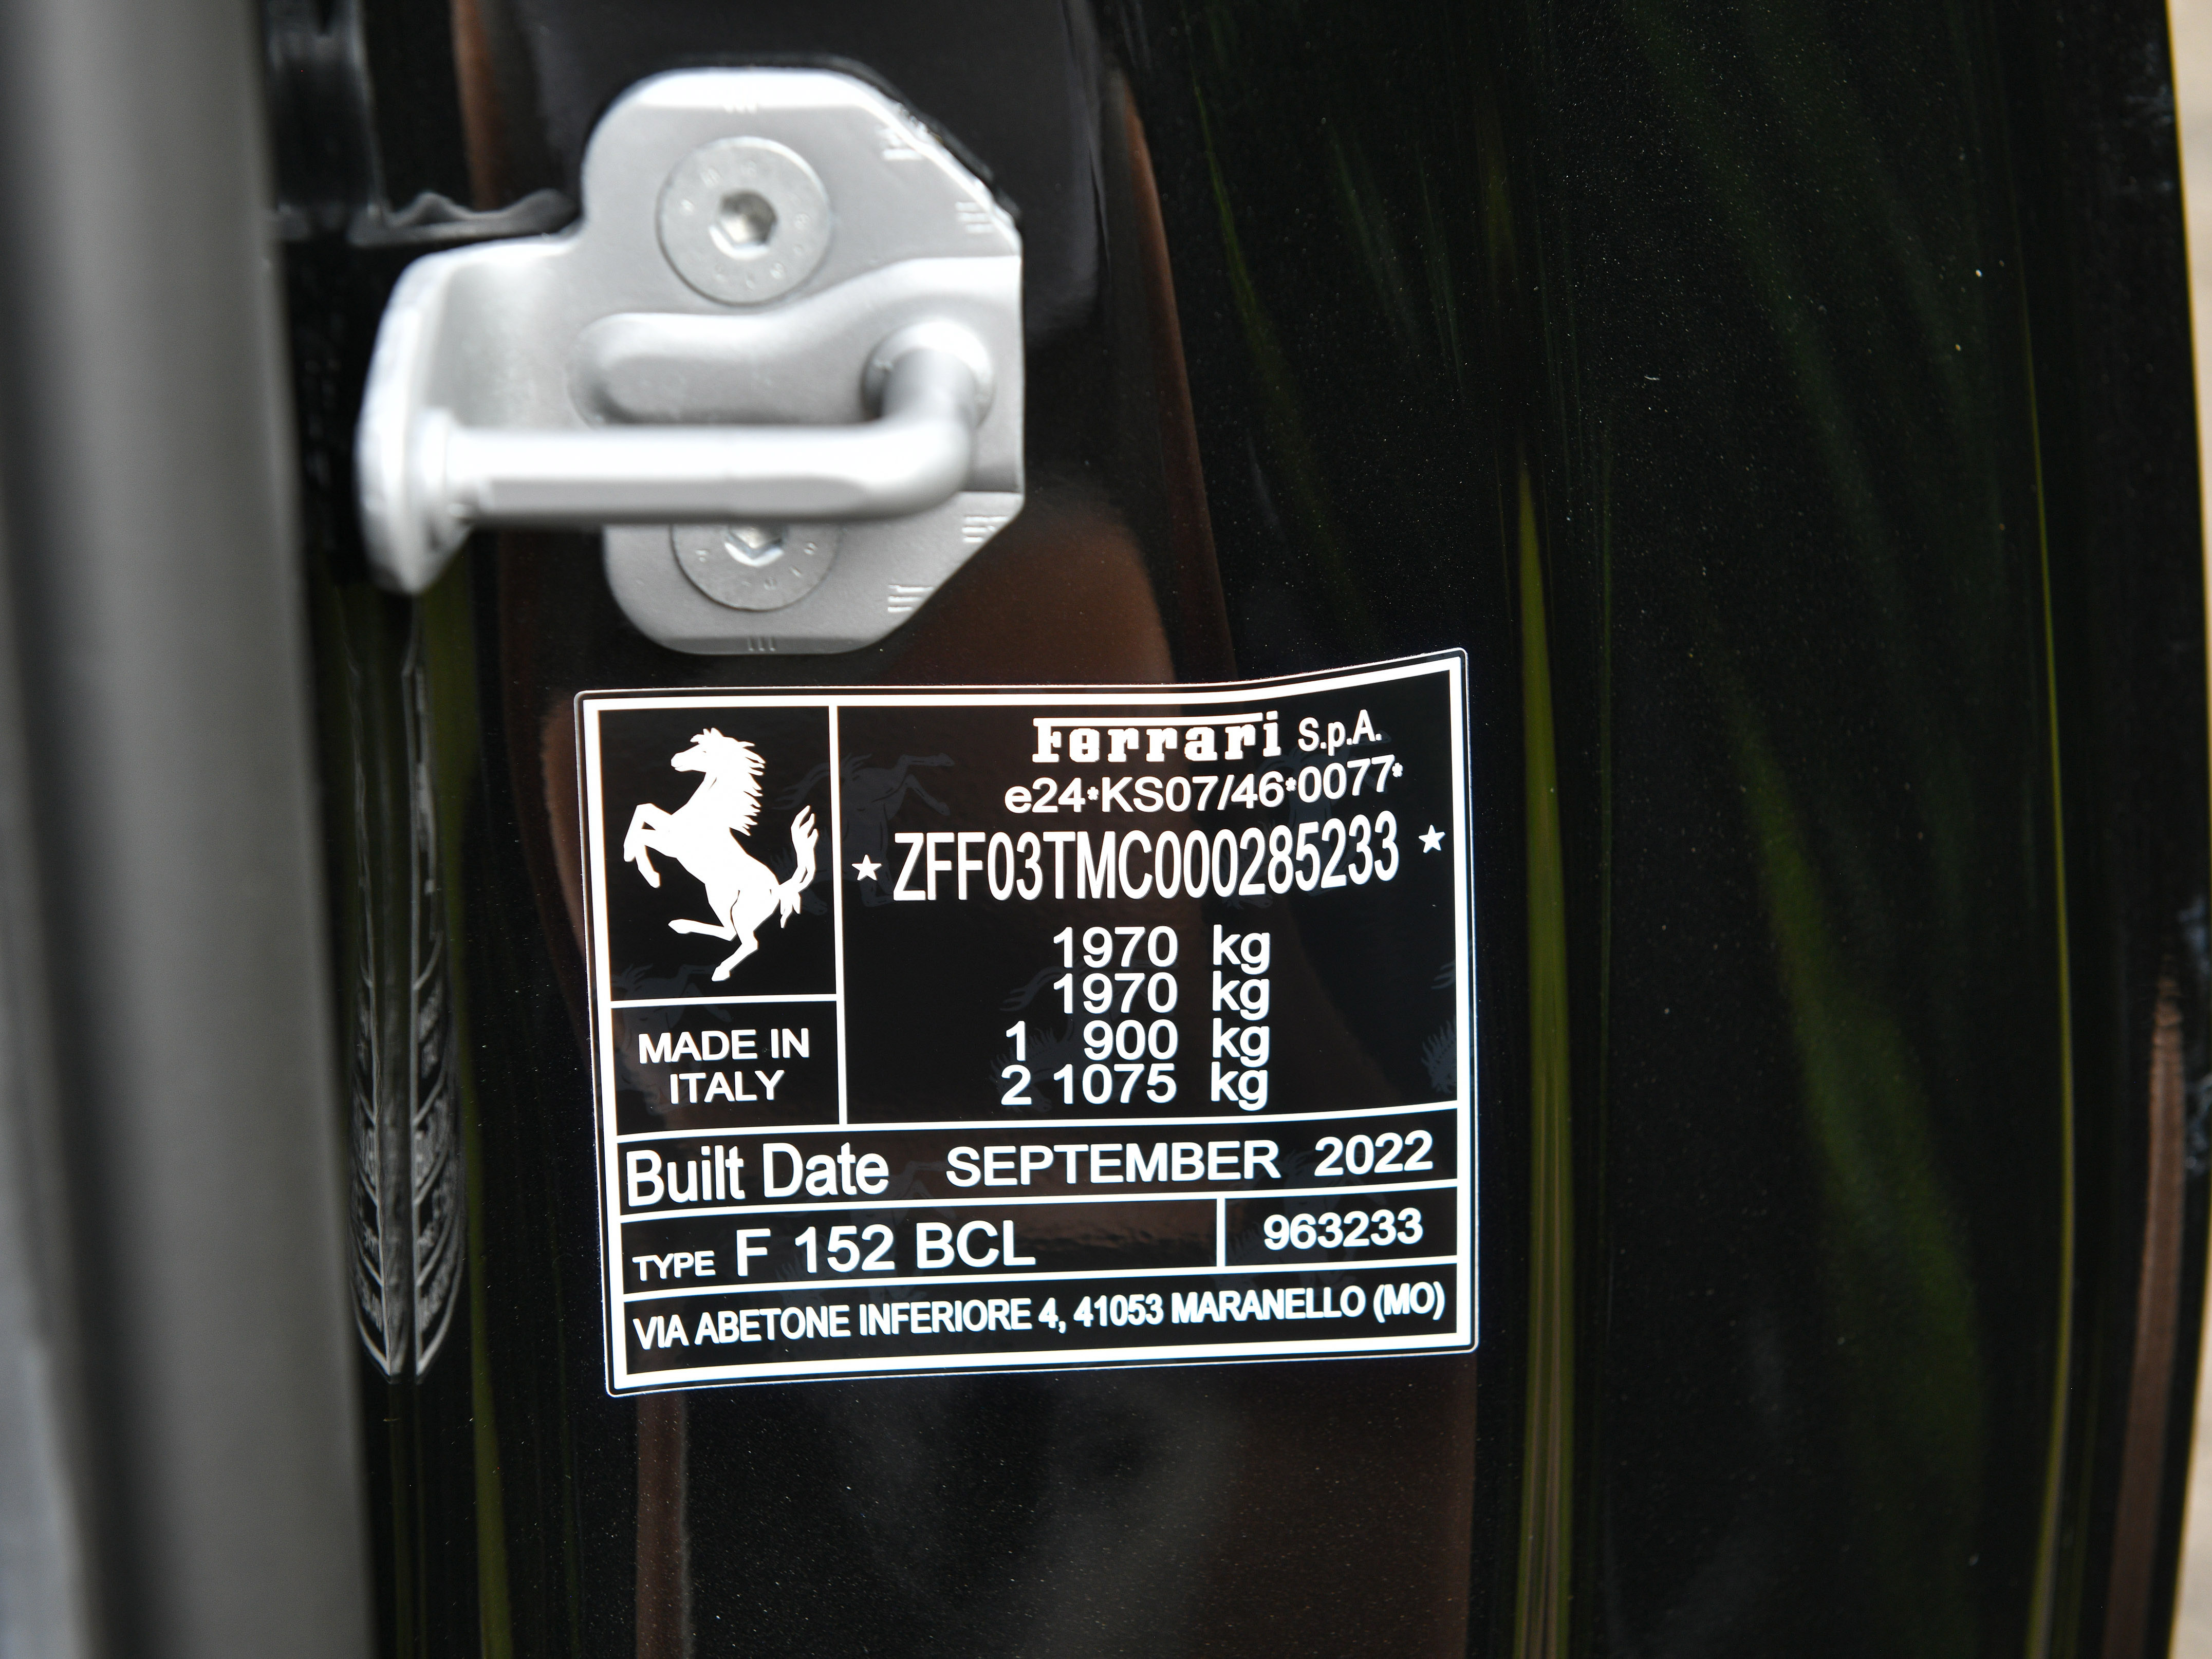 Ferrari S.p.A.
e24*KS07/46*0077*
★ ZFF03TMC000285233 ★
1970 kg
1970 kg
1 900 kg
2 1075 kg
MADE IN
ITALY
Built Date SEPTEMBER 2022
TYPE F 152 BCL 963233
VIA ABETONE INFERIORE 4, 41053 MARANELLO (MO)